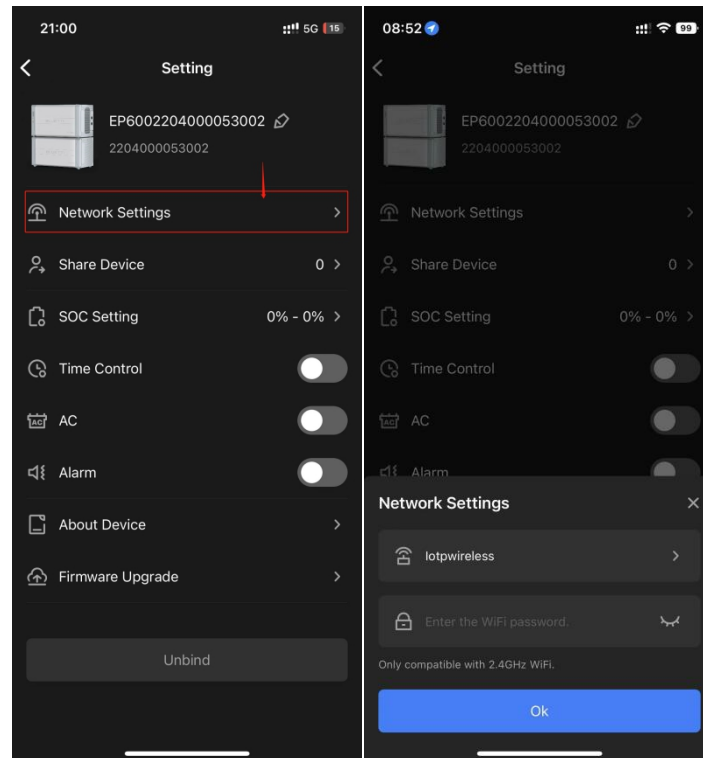 21:00
5G 15
Setting
EP6002204000053002
2204000053002
Network Settings
Share Device 0
SOC Setting 0% - 0%
Time Control
AC AC
Alarm
About Device
Firmware Upgrade
Unbind
08:52
99
Setting
EP6002204000053002
2204000053002
Network Settings
Share Device 0
SOC Setting 0% - 0%
Time Control
AC AC
Alarm
Network Settings
lotpwireless
Enter the WiFi password.
Only compatible with 2.4GHz WiFi.
Ok